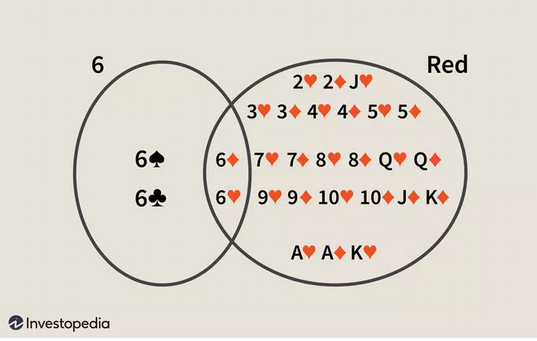 6
Red
2♥ 2♦ J♥
3♥ 3♦ 4♥ 4♦ 5♥ 5♦
6♠ 6♦ 7♥ 7♦ 8♥ 8♦ Q♥ Q♦
6♣ 6♥ 9♥ 9♦ 10♥ 10♦ J♦ K♦
A♥ A♦ K♥
Investopedia